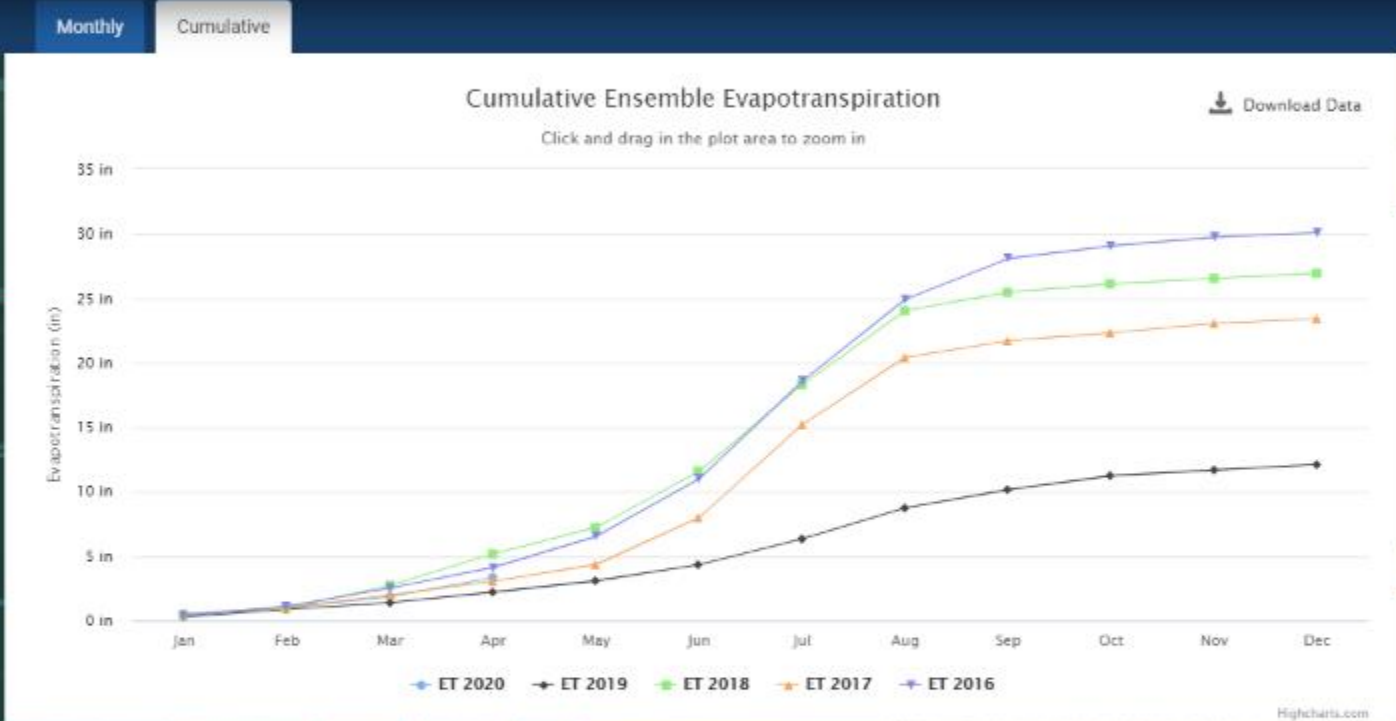 Monthly Cumulative
Cumulative Ensemble Evapotranspiration
Download Data
Click and drag in the plot area to zoom in
35 in
30 in
25 in
20 in
15 in
10 in
5 in
0 in
Evapotranspiration (in)
Jan Feb Mar Apr May Jun Jul Aug Sep Oct Nov Dec
ET 2020 ET 2019 ET 2018 ET 2017 ET 2016
Highcharts.com